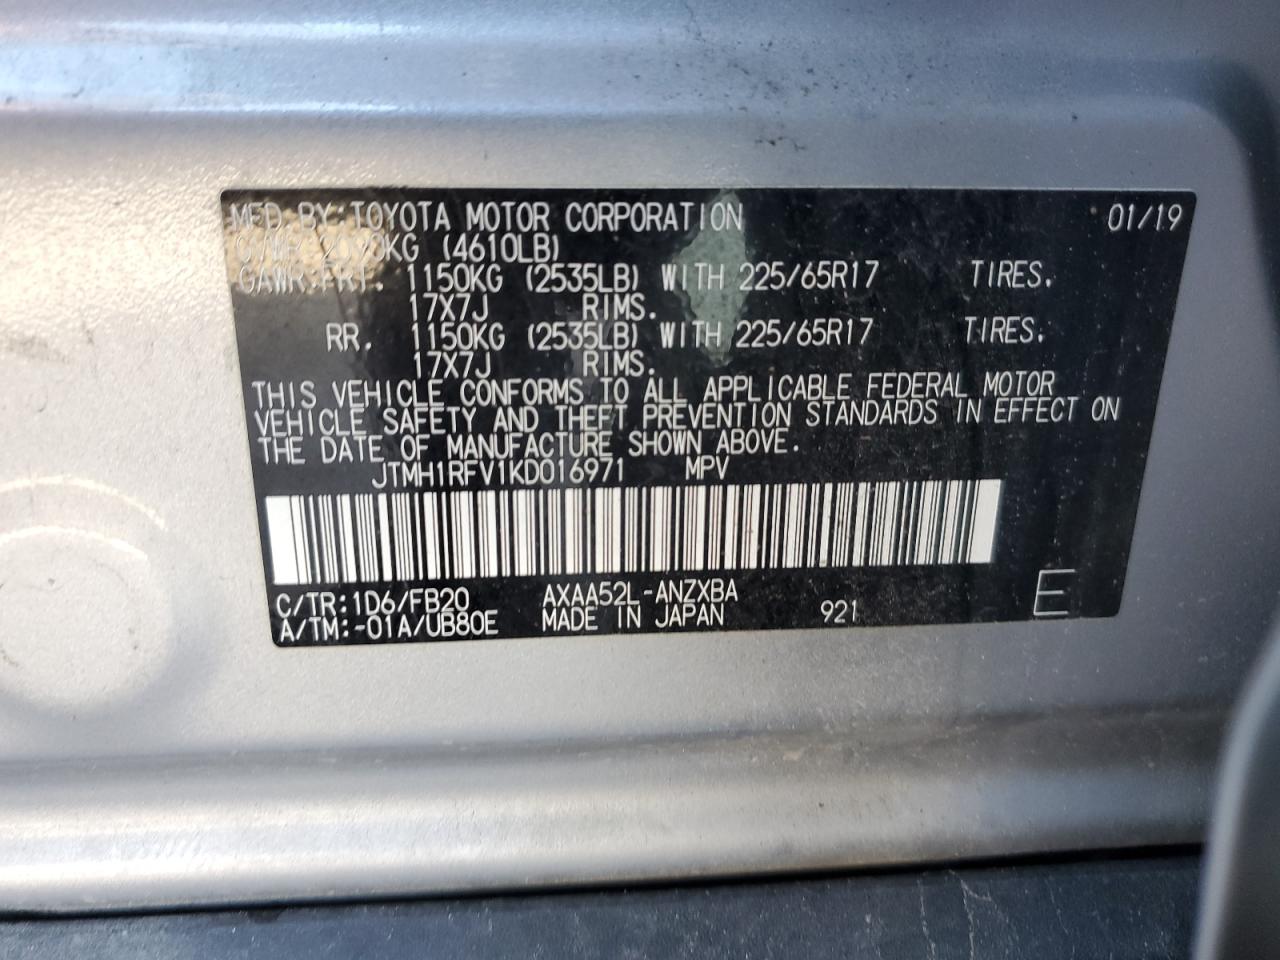 MFD. BY: TOYOTA MOTOR CORPORATION 01/19
GVWR 2090KG (4610LB)
GAWR:FRT. 1150KG (2535LB) WITH 225/65R17 TIRES.
17X7J RIMS.
RR. 1150KG (2535LB) WITH 225/65R17 TIRES.
17X7J RIMS.
THIS VEHICLE CONFORMS TO ALL APPLICABLE FEDERAL MOTOR
VEHICLE SAFETY AND THEFT PREVENTION STANDARDS IN EFFECT ON
THE DATE OF MANUFACTURE SHOWN ABOVE.
JTMH1RFV1KD016971 MPV
C/TR:1D6/FB20 AXAA52L-ANZXBA
A/TM:-01A/UB80E MADE IN JAPAN 921 E